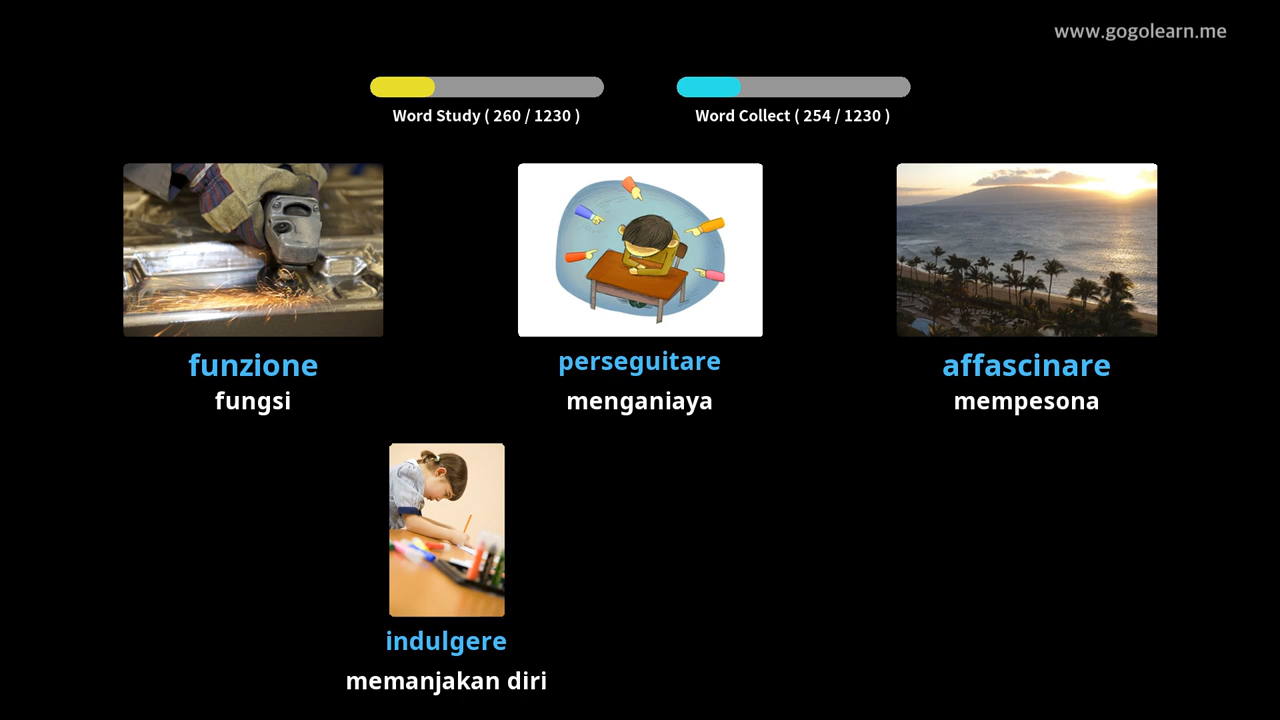 www.gogolearn.me
Word Study ( 260 / 1230 )
Word Collect ( 254 / 1230 )
funzione
fungsi
perseguitare
menganiaya
affascinare
mempesona
indulgere
memanjakan diri